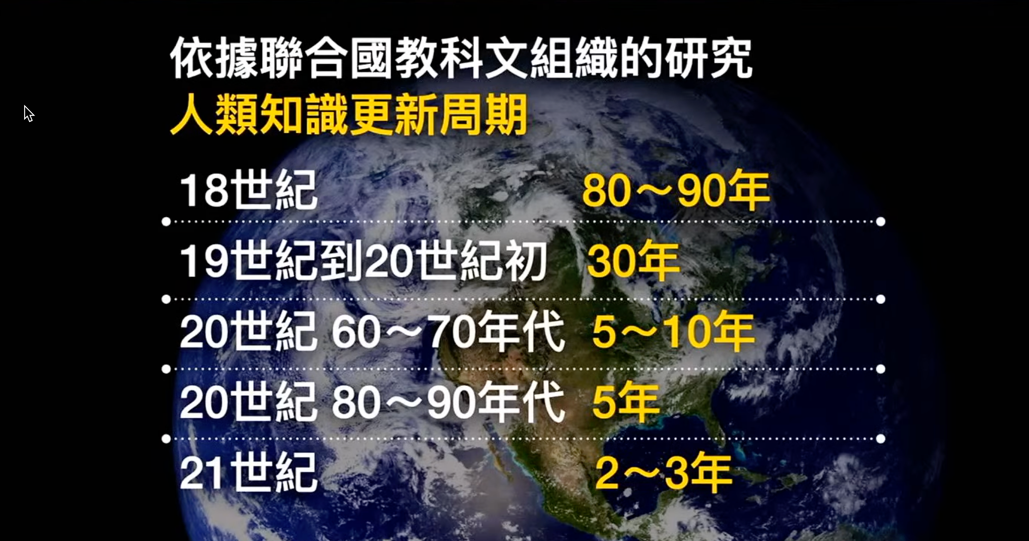 依據聯合國教科文組織的研究
人類知識更新周期
18世紀 80～90年
19世紀到20世紀初 30年
20世紀 60～70年代 5～10年
20世紀 80～90年代 5年
21世紀 2～3年